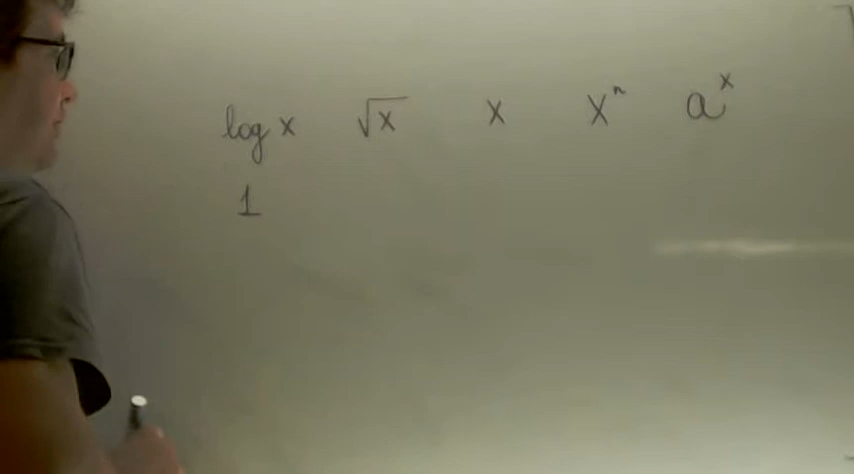 log x √x x xⁿ aˣ
1